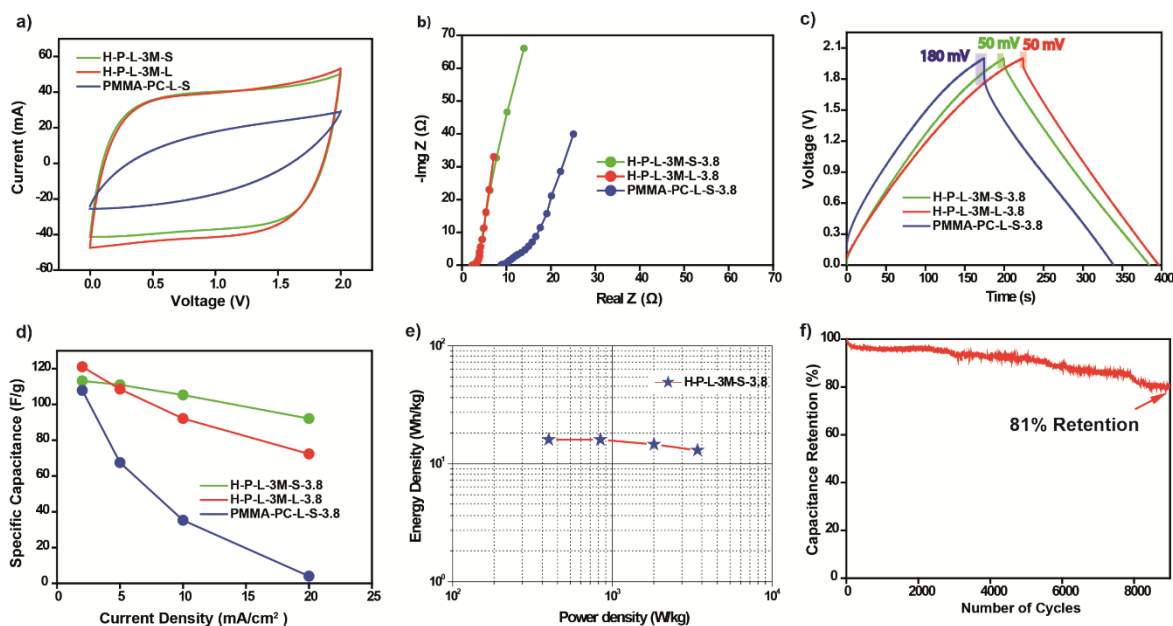 a)
Current (mA)
60
40
20
0
-20
-40
-60
H-P-L-3M-S
H-P-L-3M-L
PMMA-PC-L-S
0.0 0.5 1.0 1.5 2.0
Voltage (V)
b)
-Img Z (Ω)
70
60
50
40
30
20
10
0
H-P-L-3M-S-3.8
H-P-L-3M-L-3.8
PMMA-PC-L-S-3.8
0 10 20 30 40 50 60 70
Real Z (Ω)
c)
Voltage (V)
2.1
1.8
1.5
1.2
0.9
0.6
0.3
0.0
180 mV 50 mV 50 mV
H-P-L-3M-S-3.8
H-P-L-3M-L-3.8
PMMA-PC-L-S-3.8
0 50 100 150 200 250 300 350 400
Time (s)
d)
Specific Capacitance (F/g)
120
100
80
60
40
20
0
H-P-L-3M-S-3.8
H-P-L-3M-L-3.8
PMMA-PC-L-S-3.8
0 5 10 15 20 25
Current Density (mA/cm²)
e)
Energy Density (Wh/kg)
10²
10¹
10⁰
H-P-L-3M-S-3.8
10² 10³ 10⁴
Power density (W/kg)
f)
Capacitance Retention (%)
100
80
60
40
20
0
81% Retention
0 2000 4000 6000 8000
Number of Cycles